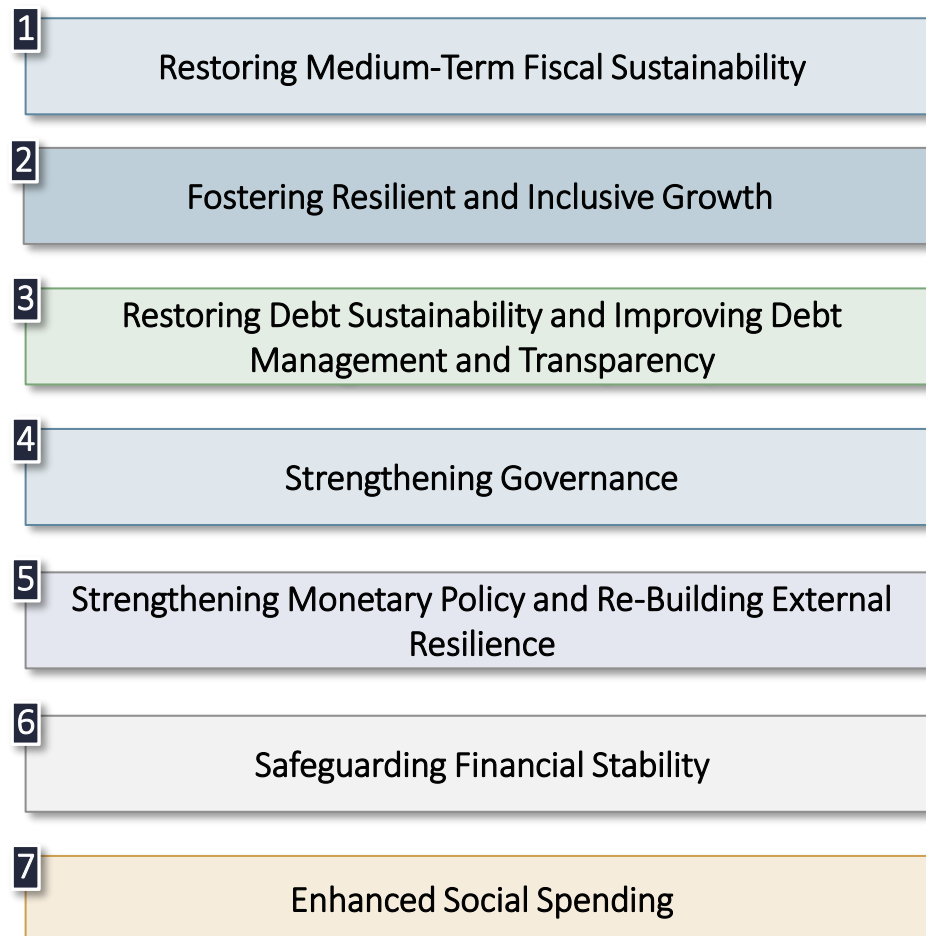 1
Restoring Medium-Term Fiscal Sustainability
2
Fostering Resilient and Inclusive Growth
3
Restoring Debt Sustainability and Improving Debt
Management and Transparency
4
Strengthening Governance
5
Strengthening Monetary Policy and Re-Building External
Resilience
6
Safeguarding Financial Stability
7
Enhanced Social Spending